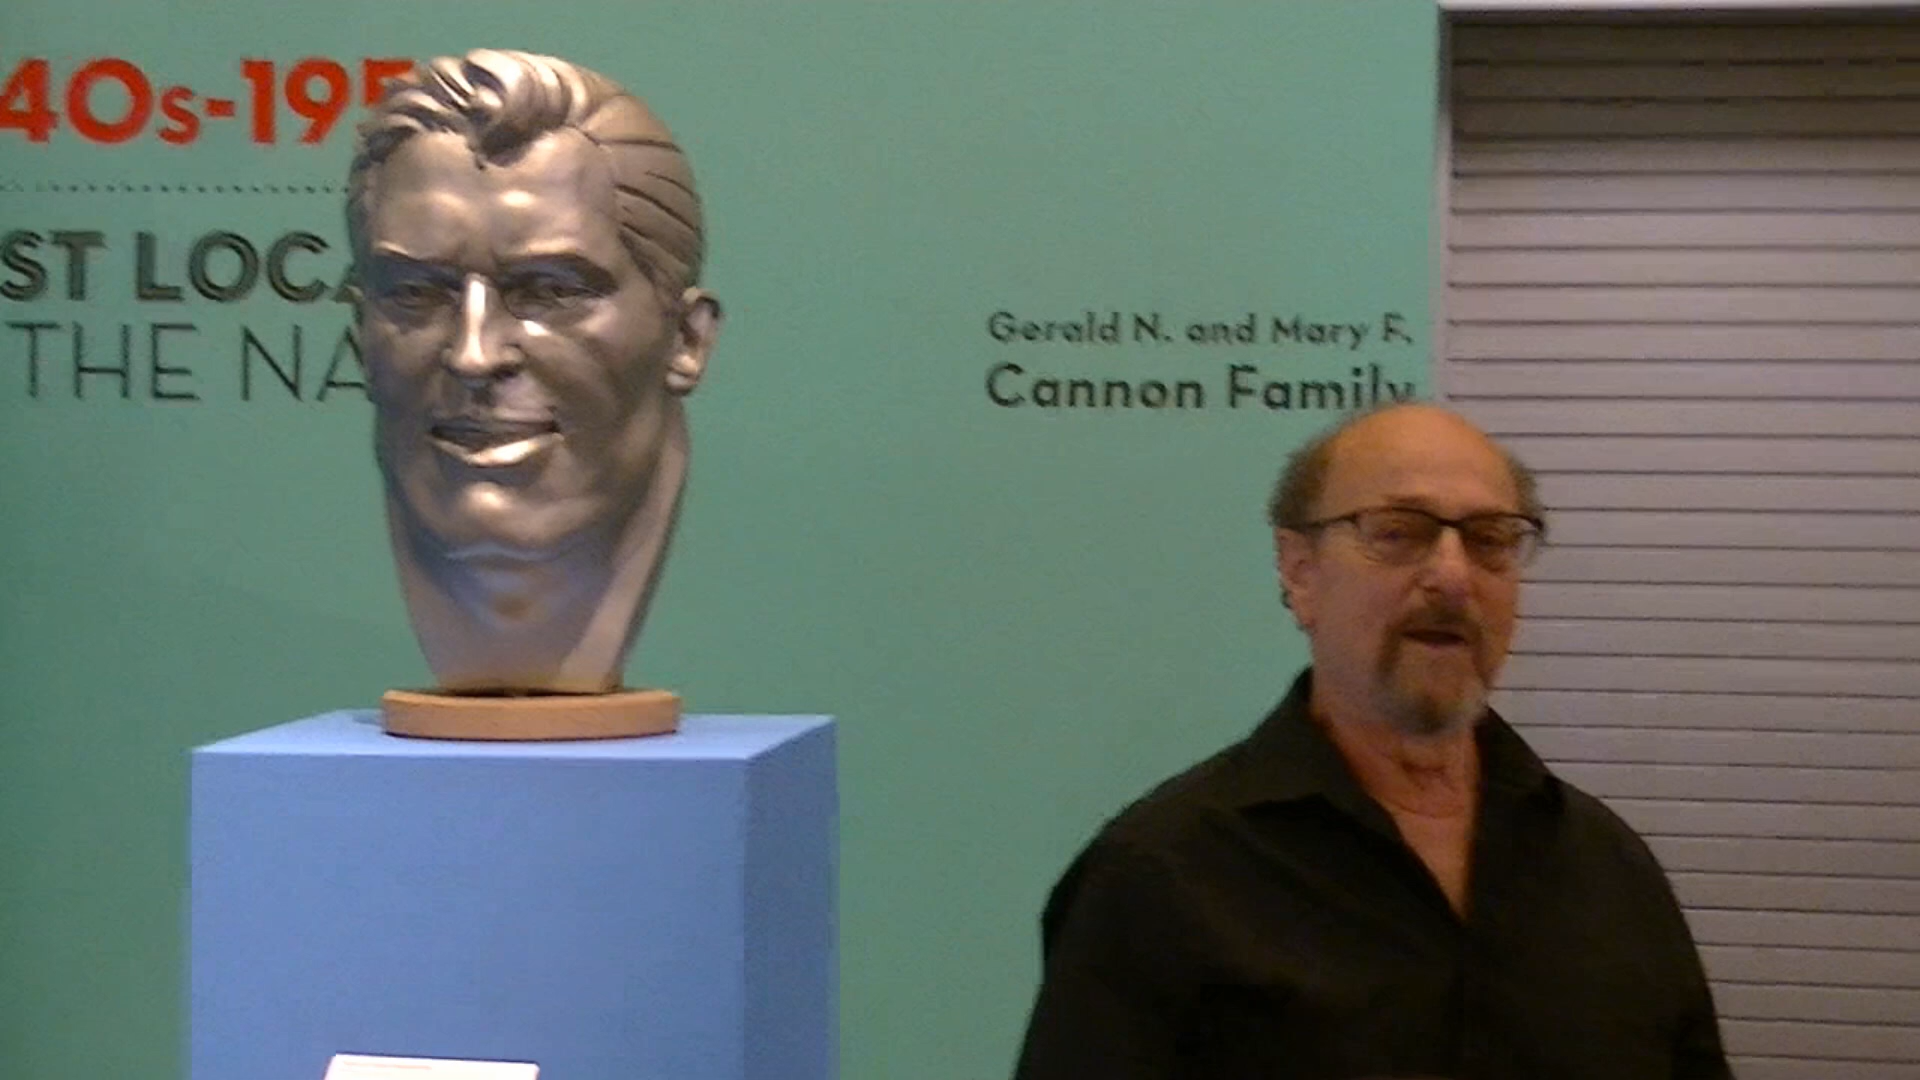 40s-195
ST LOCA
THE NA
Gerald N. and Mary F.
Cannon Family